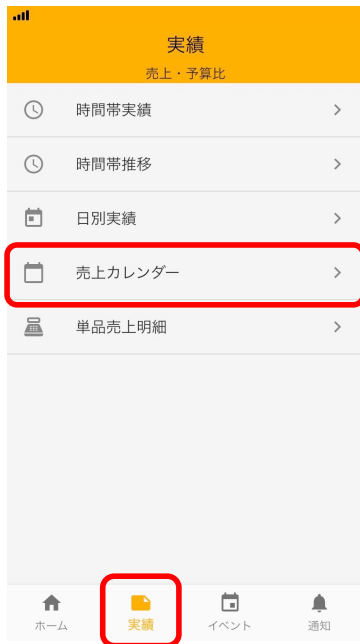 実績
売上・予算比
時間帯実績
時間帯推移
日別実績
売上カレンダー
単品売上明細
ホーム
実績
イベント
通知